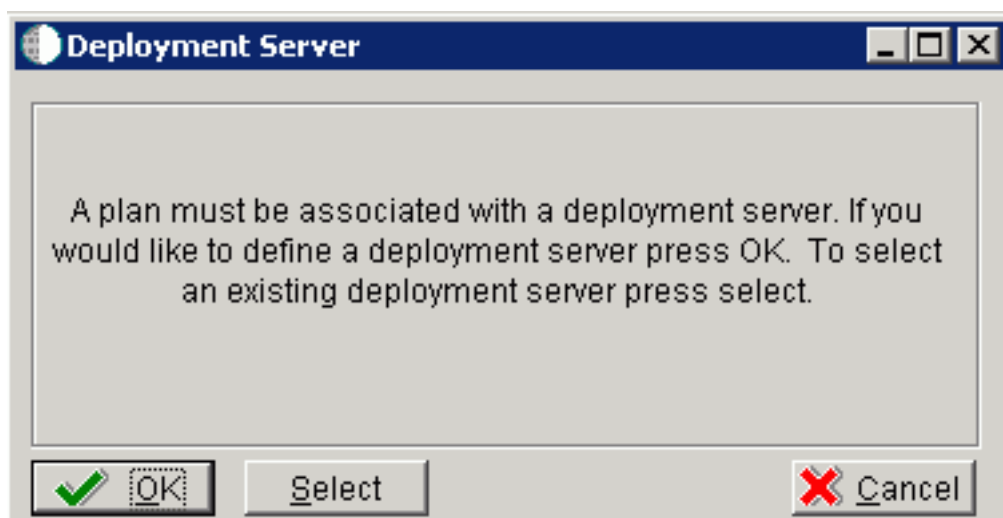 Deployment Server
A plan must be associated with a deployment server. If you
would like to define a deployment server press OK.  To select
an existing deployment server press select.
OK
Select
Cancel